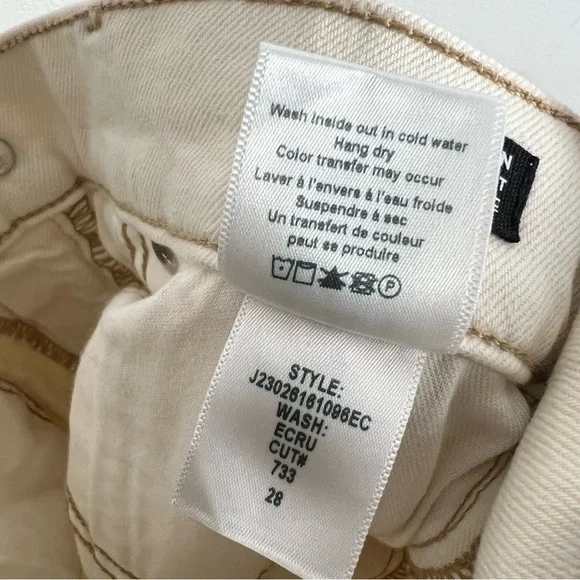 Wash inside out in cold water
Hang dry
Color transfer may occur
Laver à l'envers à l'eau froide
Suspendre à sec
Un transfert de couleur
peut se produire
P
STYLE:
J23026161096EC
WASH:
ECRU
CUT#
733
28